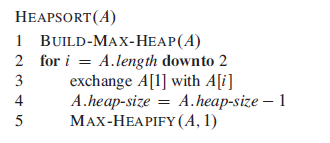 HEAPSORT(A)
1 BUILD-MAX-HEAP(A)
2 for i = A.length downto 2
3 exchange A[1] with A[i]
4 A.heap-size = A.heap-size − 1
5 MAX-HEAPIFY(A, 1)